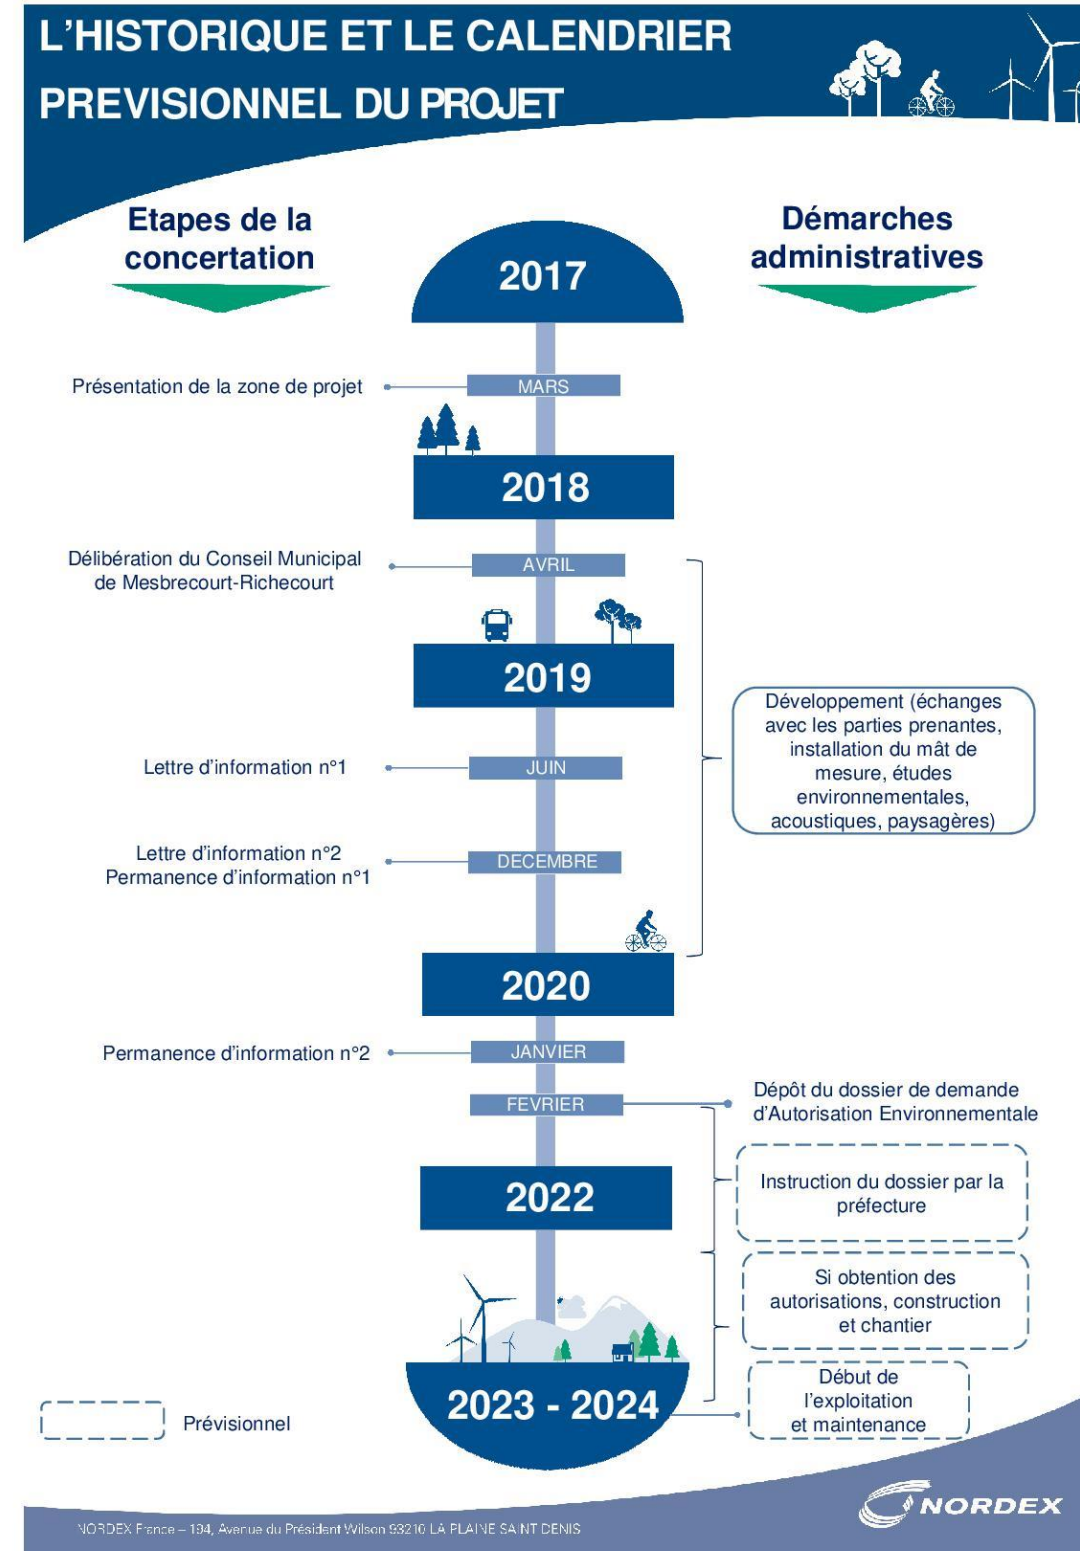 L'HISTORIQUE ET LE CALENDRIER
PREVISIONNEL DU PROJET
Etapes de la
concertation
Démarches
administratives
2017
Présentation de la zone de projet
MARS
2018
Délibération du Conseil Municipal
de Mesbrecourt-Richecourt
AVRIL
2019
Développement (échanges
avec les parties prenantes,
installation du mât de
mesure, études
environnementales,
acoustiques, paysagères)
Lettre d'information n°1
JUIN
Lettre d'information n°2
Permanence d'information n°1
DECEMBRE
2020
Permanence d'information n°2
JANVIER
FEVRIER
Dépôt du dossier de demande
d'Autorisation Environnementale
Instruction du dossier par la
préfecture
2022
Si obtention des
autorisations, construction
et chantier
2023 - 2024
Début de
l'exploitation
et maintenance
Prévisionnel
NORDEX
NORDEX France – 194, Avenue du Président Wilson 93210 LA PLAINE SAINT DENIS